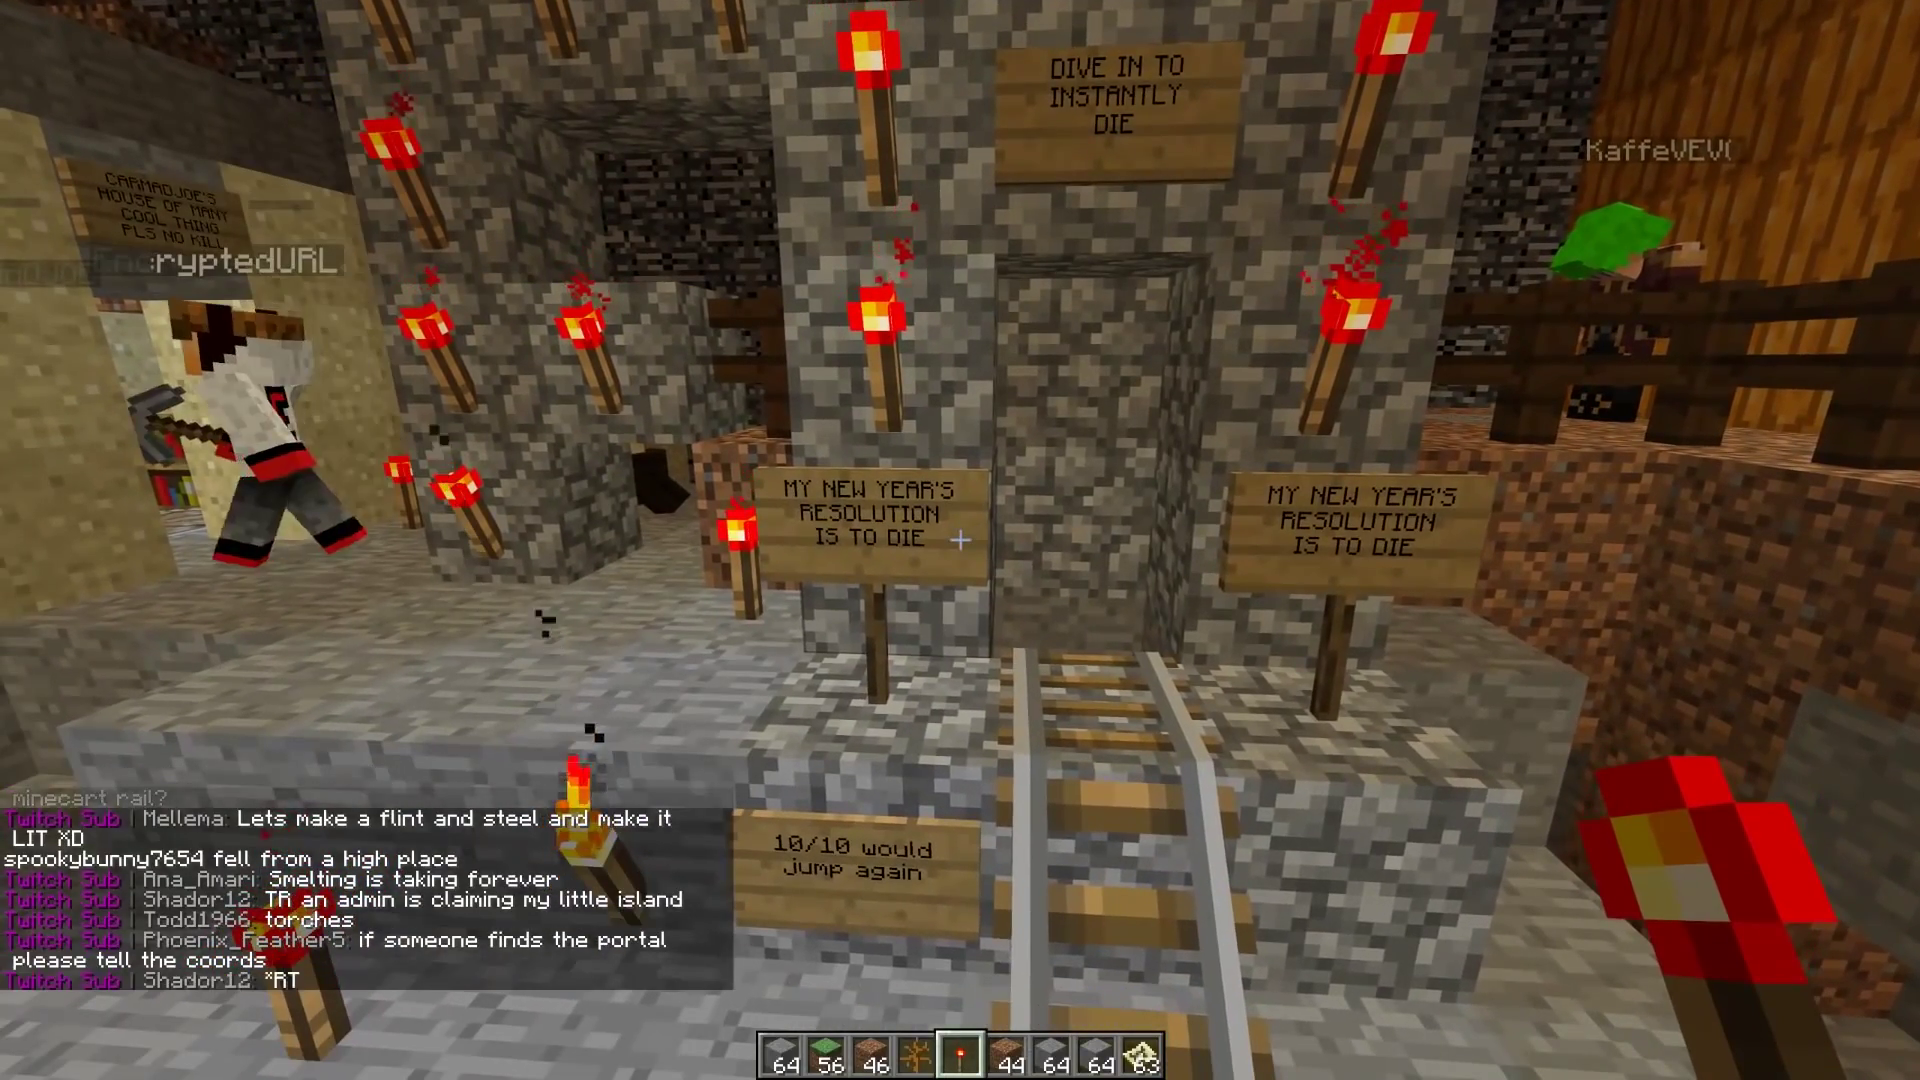 DIVE IN TO
INSTANTLY
DIE
KaffeVEV(
CARMADJOE'S
HOUSE OF MANY
COOL THING
PLS NO KILL
cryptedURL
MY NEW YEAR'S
RESOLUTION
IS TO DIE
MY NEW YEAR'S
RESOLUTION
IS TO DIE
10/10 would
jump again
minecart rail?
Twitch Sub | Mellema: Lets make a flint and steel and make it
LIT XD
spookybunny7654 fell from a high place
Twitch Sub | Ana_Amari: Smelting is taking forever
Twitch Sub | Shador12: TR an admin is claiming my little island
Twitch Sub | Todd1966: torches
Twitch Sub | Phoenix_Feather5: if someone finds the portal
please tell the coords
Twitch Sub | Shador12: *RT
64 56 46 44 64 64 63